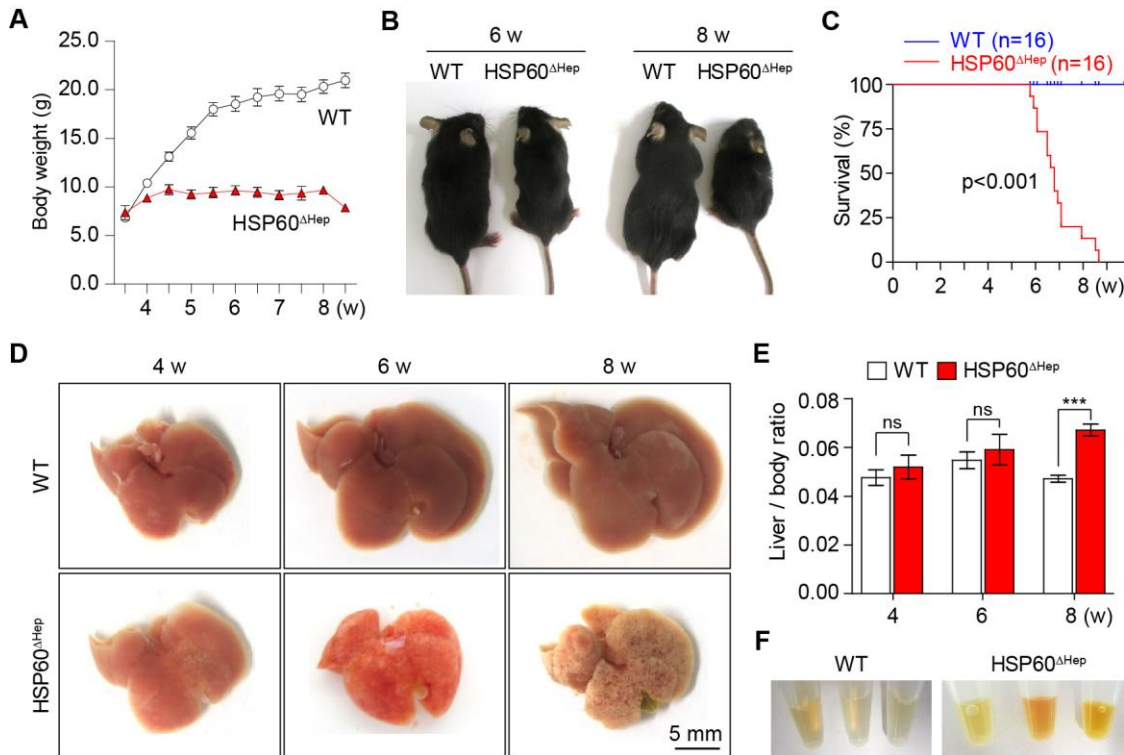 A
25.0
20.0
15.0
10.0
5.0
0.0
Body weight (g)
WT
HSP60ΔHep
4 5 6 7 8 (w)
B
6 w 8 w
WT HSP60ΔHep WT HSP60ΔHep
C
WT (n=16)
HSP60ΔHep (n=16)
100
75
50
25
0
Survival (%)
p<0.001
0 2 4 6 8 (w)
D
4 w 6 w 8 w
WT
HSP60ΔHep
5 mm
E
WT HSP60ΔHep
0.08
0.06
0.04
0.02
0.00
Liver / body ratio
ns ns ***
4 6 8 (w)
F
WT HSP60ΔHep